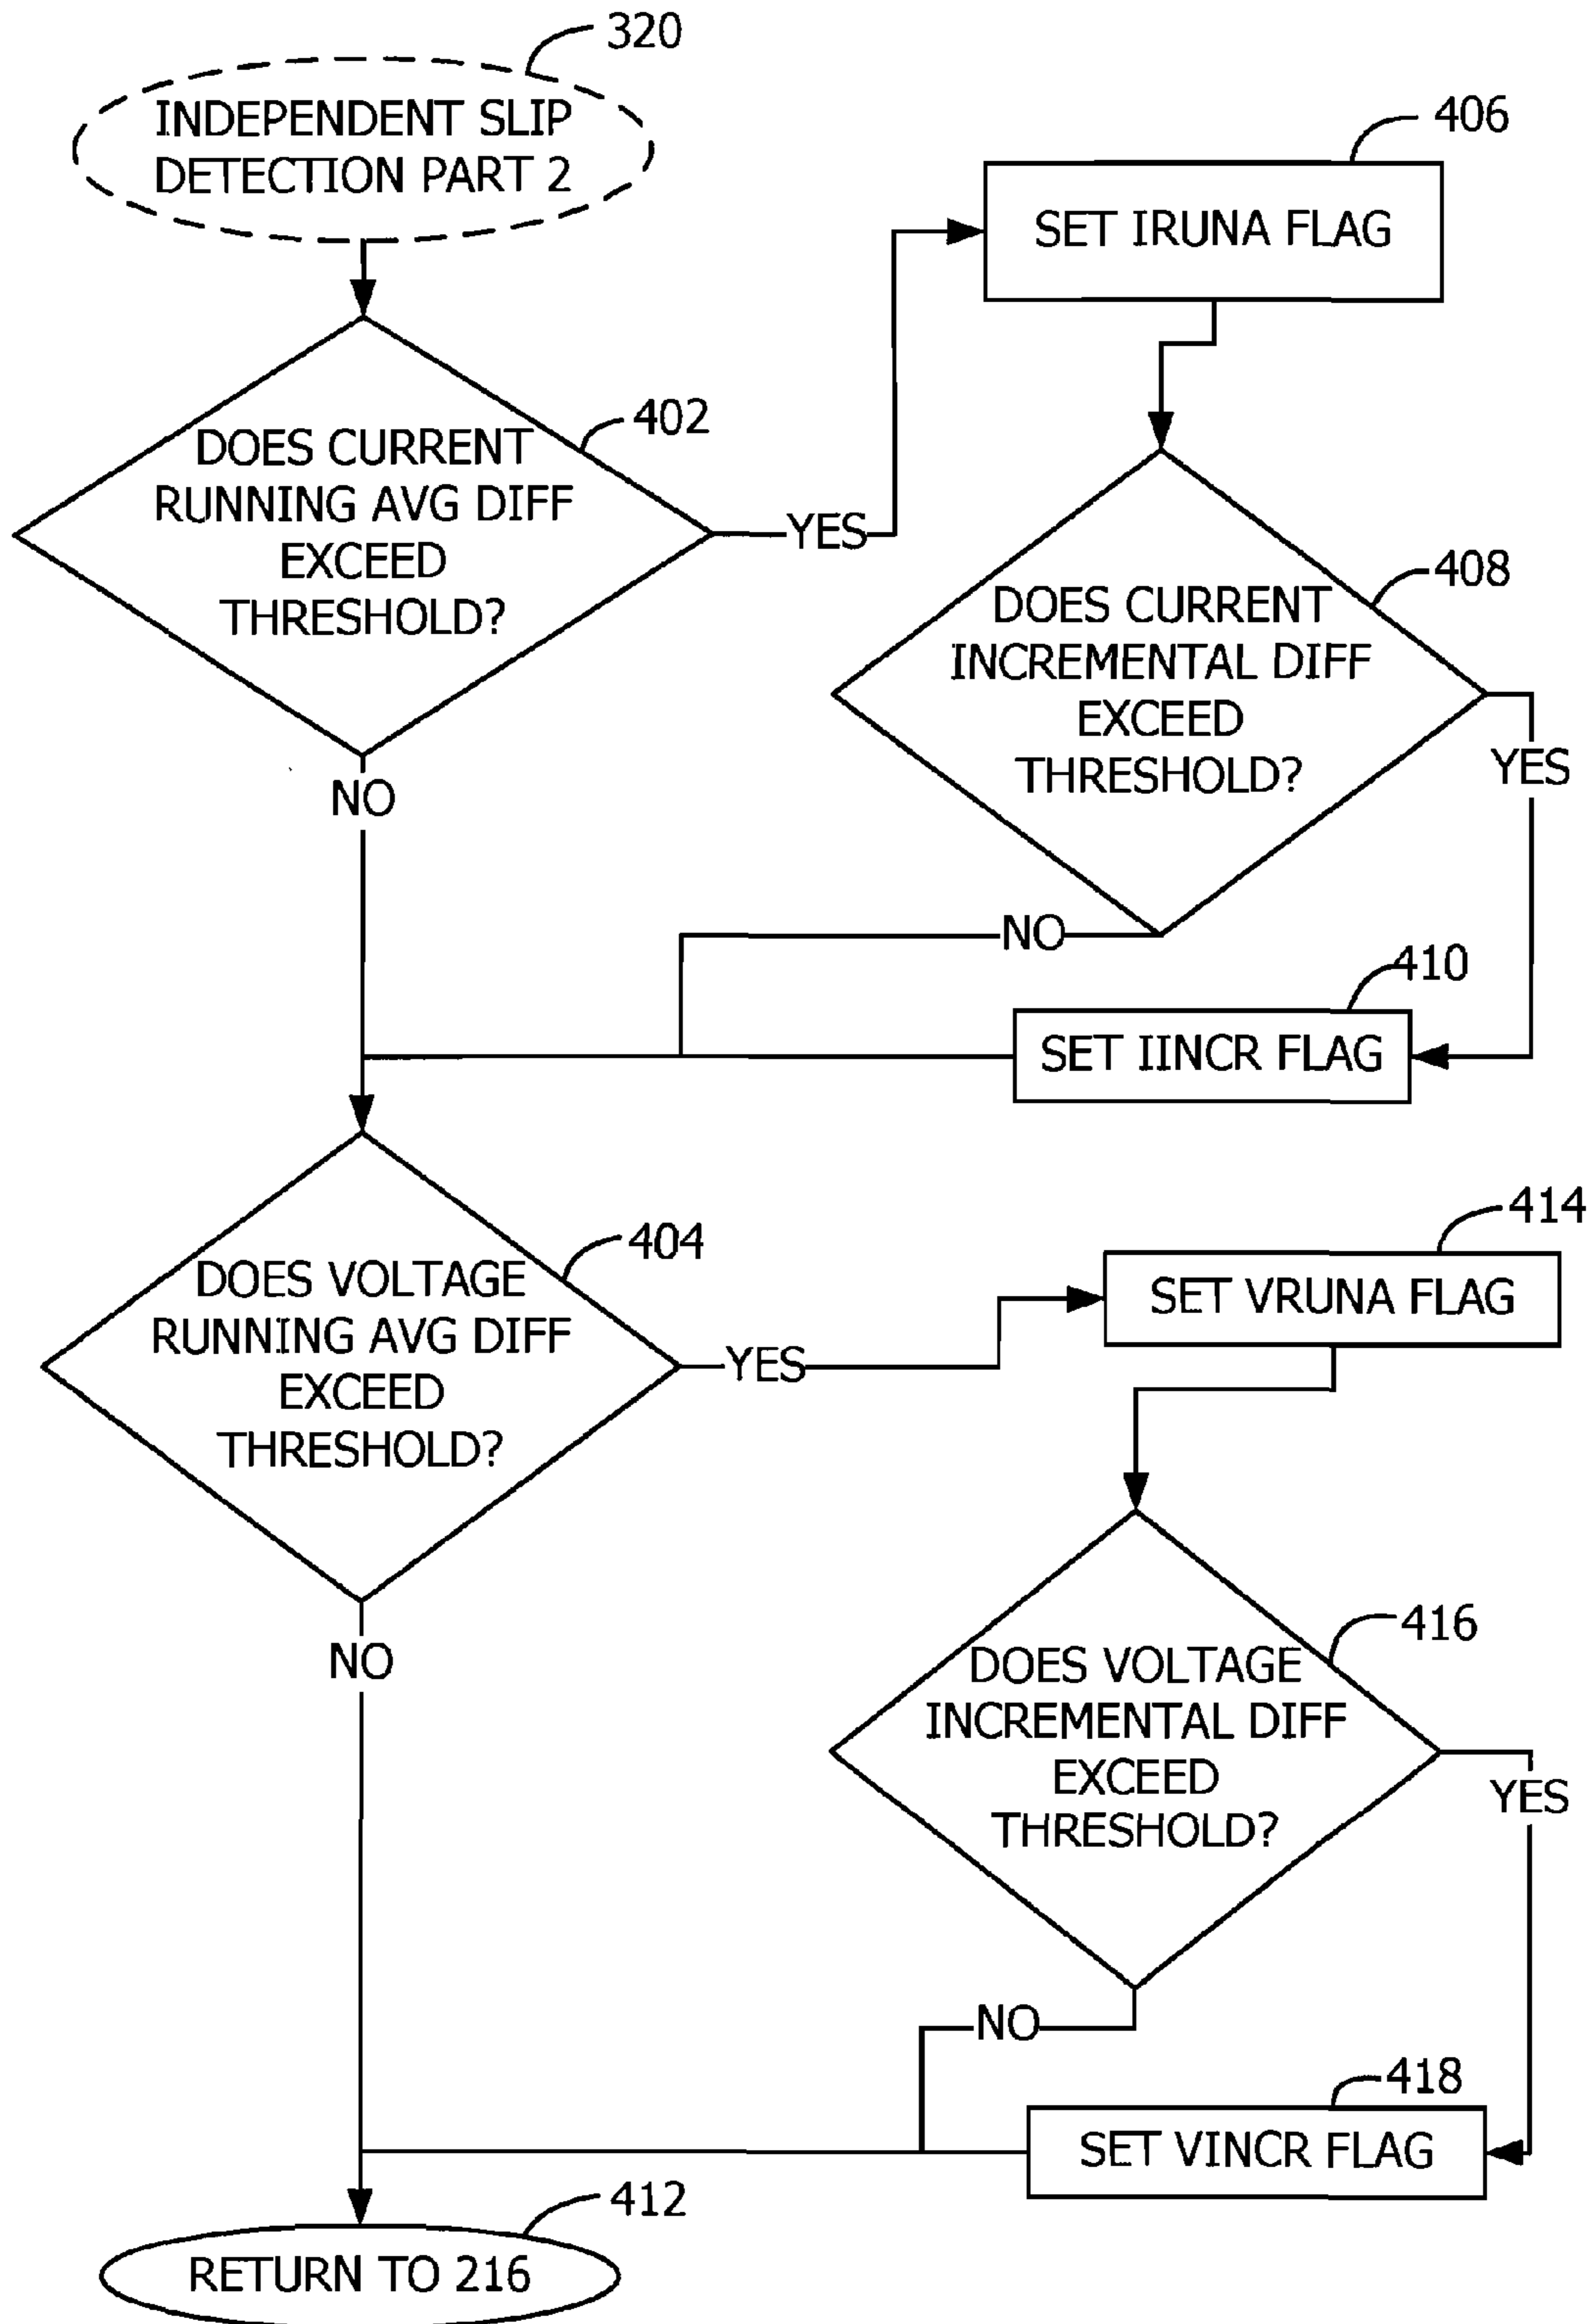 320
INDEPENDENT SLIP
DETECTION PART 2
406
SET IRUNA FLAG
402
DOES CURRENT
RUNNING AVG DIFF
EXCEED
THRESHOLD?
YES
NO
408
DOES CURRENT
INCREMENTAL DIFF
EXCEED
THRESHOLD?
YES
NO
410
SET IINCR FLAG
404
DOES VOLTAGE
RUNNING AVG DIFF
EXCEED
THRESHOLD?
YES
NO
414
SET VRUNA FLAG
416
DOES VOLTAGE
INCREMENTAL DIFF
EXCEED
THRESHOLD?
YES
NO
418
SET VINCR FLAG
412
RETURN TO 216